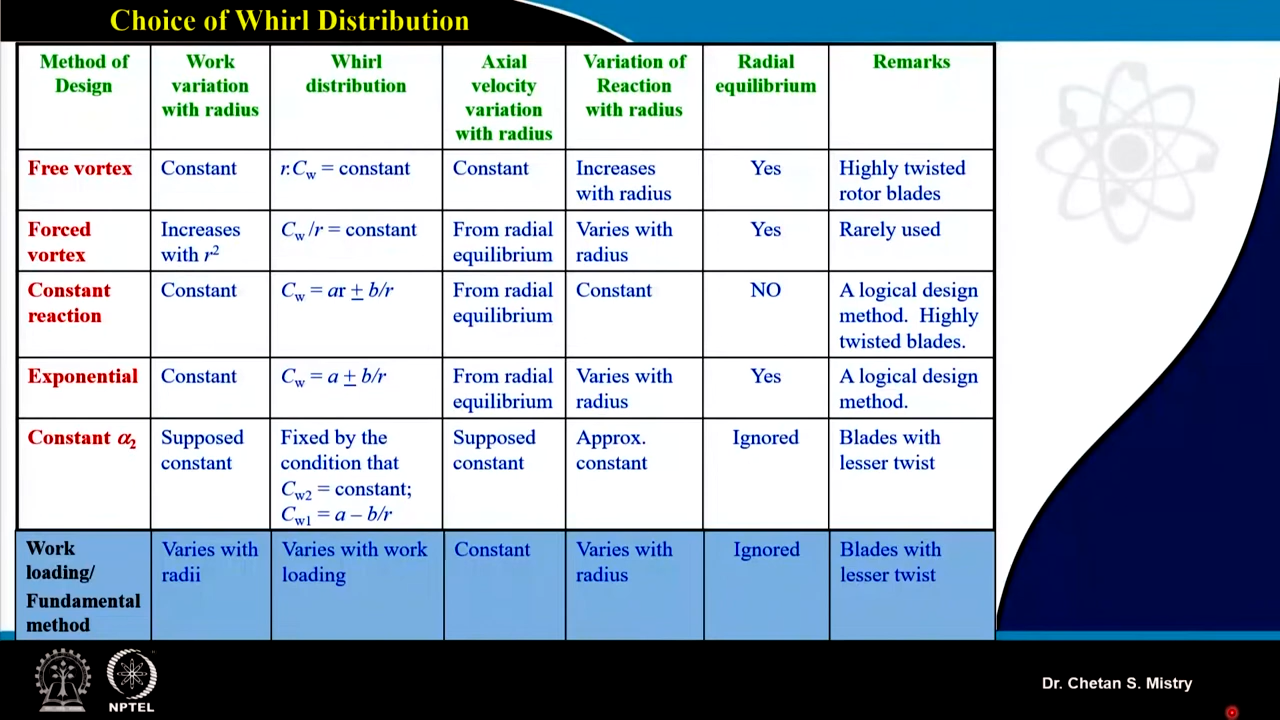 Choice of Whirl Distribution
Method of Design
Work variation with radius
Whirl distribution
Axial velocity variation with radius
Variation of Reaction with radius
Radial equilibrium
Remarks
Free vortex
Constant
r.Cw = constant
Constant
Increases with radius
Yes
Highly twisted rotor blades
Forced vortex
Increases with r²
Cw /r = constant
From radial equilibrium
Varies with radius
Yes
Rarely used
Constant reaction
Constant
Cw = ar ± b/r
From radial equilibrium
Constant
NO
A logical design method. Highly twisted blades.
Exponential
Constant
Cw = a ± b/r
From radial equilibrium
Varies with radius
Yes
A logical design method.
Constant α2
Supposed constant
Fixed by the condition that Cw2 = constant; Cw1 = a – b/r
Supposed constant
Approx. constant
Ignored
Blades with lesser twist
Work loading/ Fundamental method
Varies with radii
Varies with work loading
Constant
Varies with radius
Ignored
Blades with lesser twist
NPTEL
Dr. Chetan S. Mistry